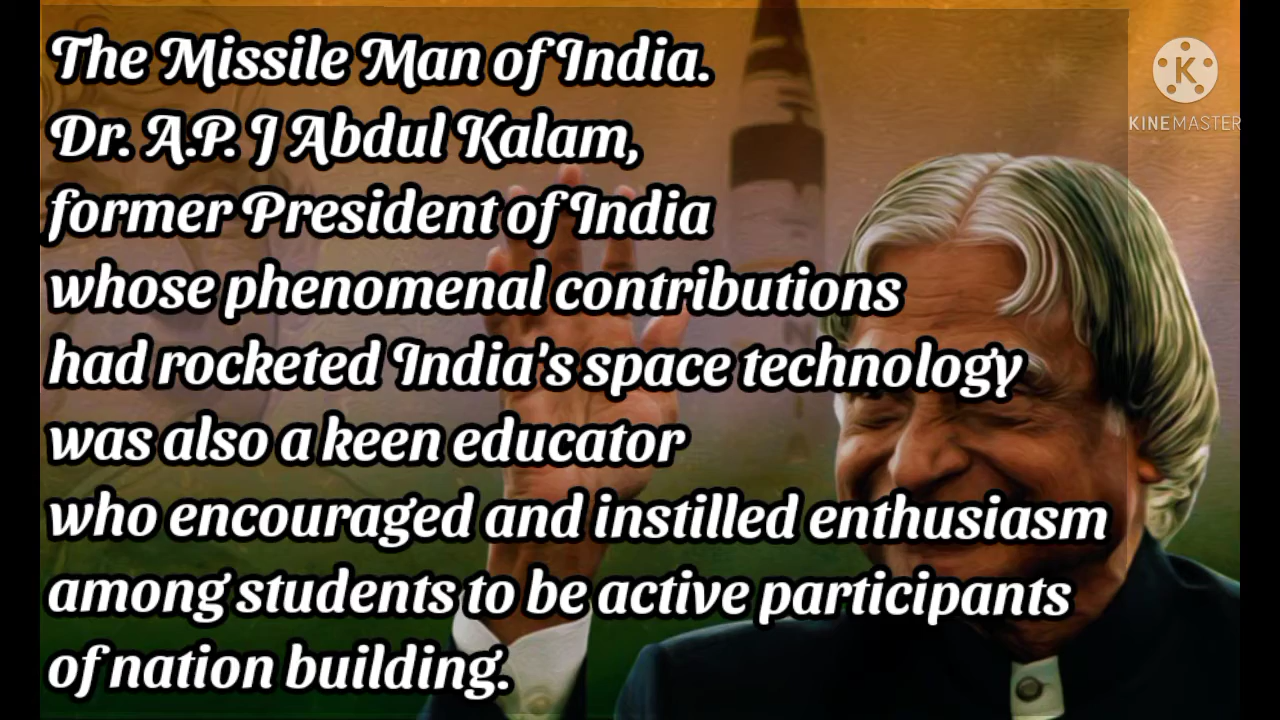 The Missile Man of India.
Dr. A.P. J Abdul Kalam,
former President of India
whose phenomenal contributions
had rocketed India's space technology
was also a keen educator
who encouraged and instilled enthusiasm
among students to be active participants
of nation building.
K
KINEMASTER